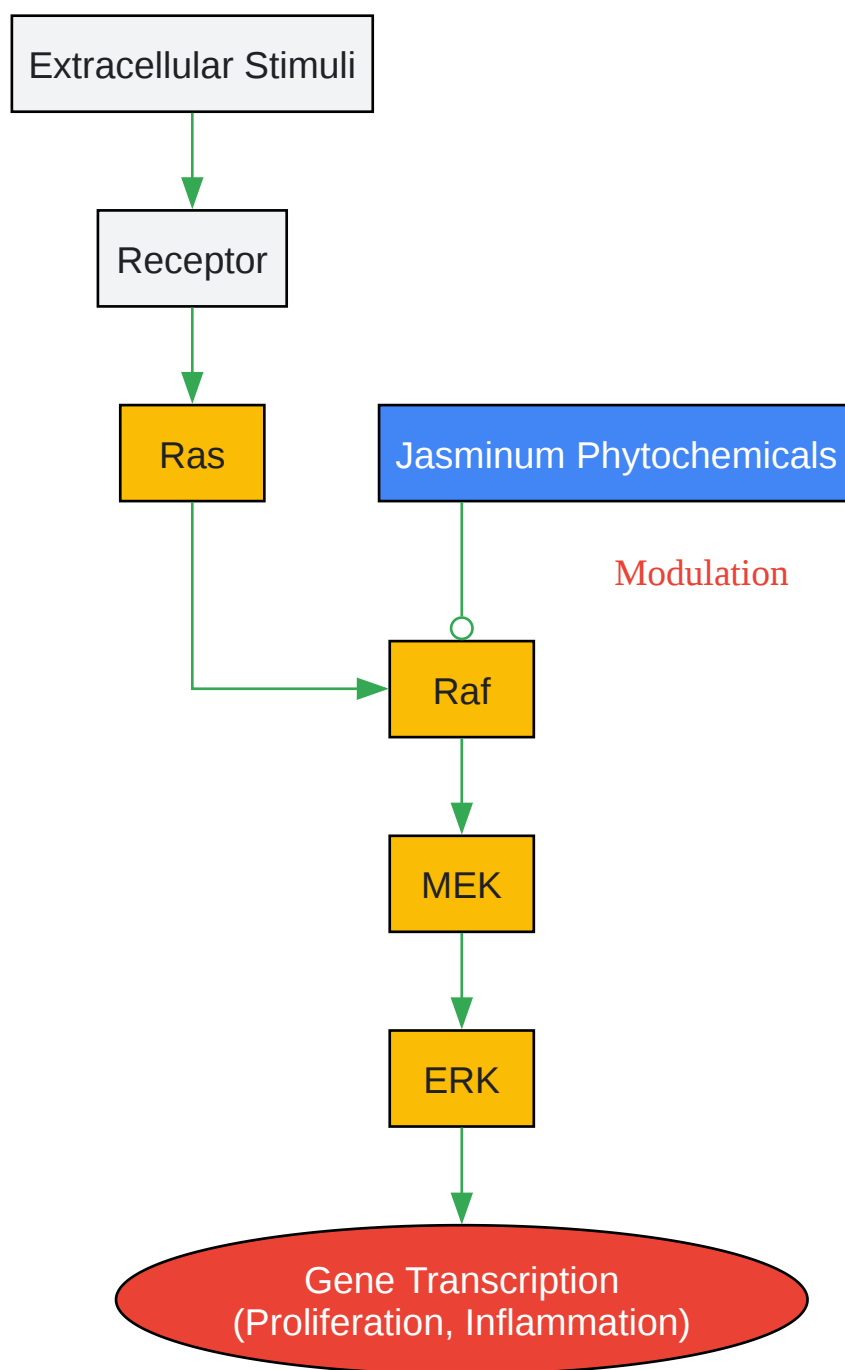 Extracellular Stimuli
Receptor
Ras
Jasminum Phytochemicals
Modulation
Raf
MEK
ERK
Gene Transcription
(Proliferation, Inflammation)